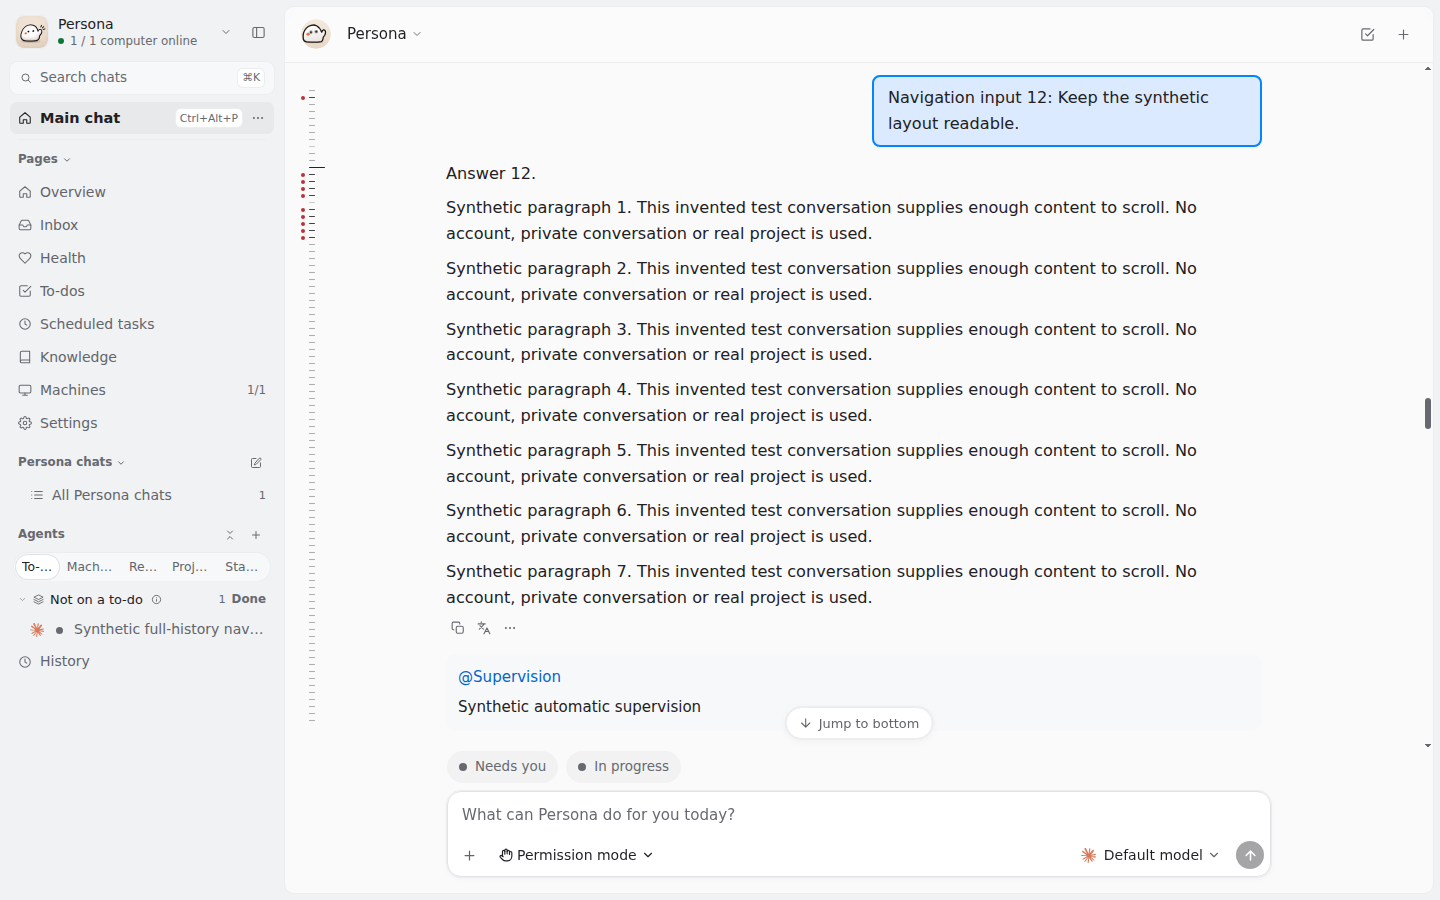 Persona
1 / 1 computer online
Search chats
⌘K
Main chat
Ctrl+Alt+P
Pages
Overview
Inbox
Health
To-dos
Scheduled tasks
Knowledge
Machines
1/1
Settings
Persona chats
All Persona chats
1
Agents
To-...
Mach...
Re...
Proj...
Sta...
Not on a to-do
1 Done
Synthetic full-history nav...
History
Persona
Navigation input 12: Keep the synthetic
layout readable.
Answer 12.
Synthetic paragraph 1. This invented test conversation supplies enough content to scroll. No
account, private conversation or real project is used.
Synthetic paragraph 2. This invented test conversation supplies enough content to scroll. No
account, private conversation or real project is used.
Synthetic paragraph 3. This invented test conversation supplies enough content to scroll. No
account, private conversation or real project is used.
Synthetic paragraph 4. This invented test conversation supplies enough content to scroll. No
account, private conversation or real project is used.
Synthetic paragraph 5. This invented test conversation supplies enough content to scroll. No
account, private conversation or real project is used.
Synthetic paragraph 6. This invented test conversation supplies enough content to scroll. No
account, private conversation or real project is used.
Synthetic paragraph 7. This invented test conversation supplies enough content to scroll. No
account, private conversation or real project is used.
@Supervision
Synthetic automatic supervision
Jump to bottom
Needs you
In progress
What can Persona do for you today?
Permission mode
Default model